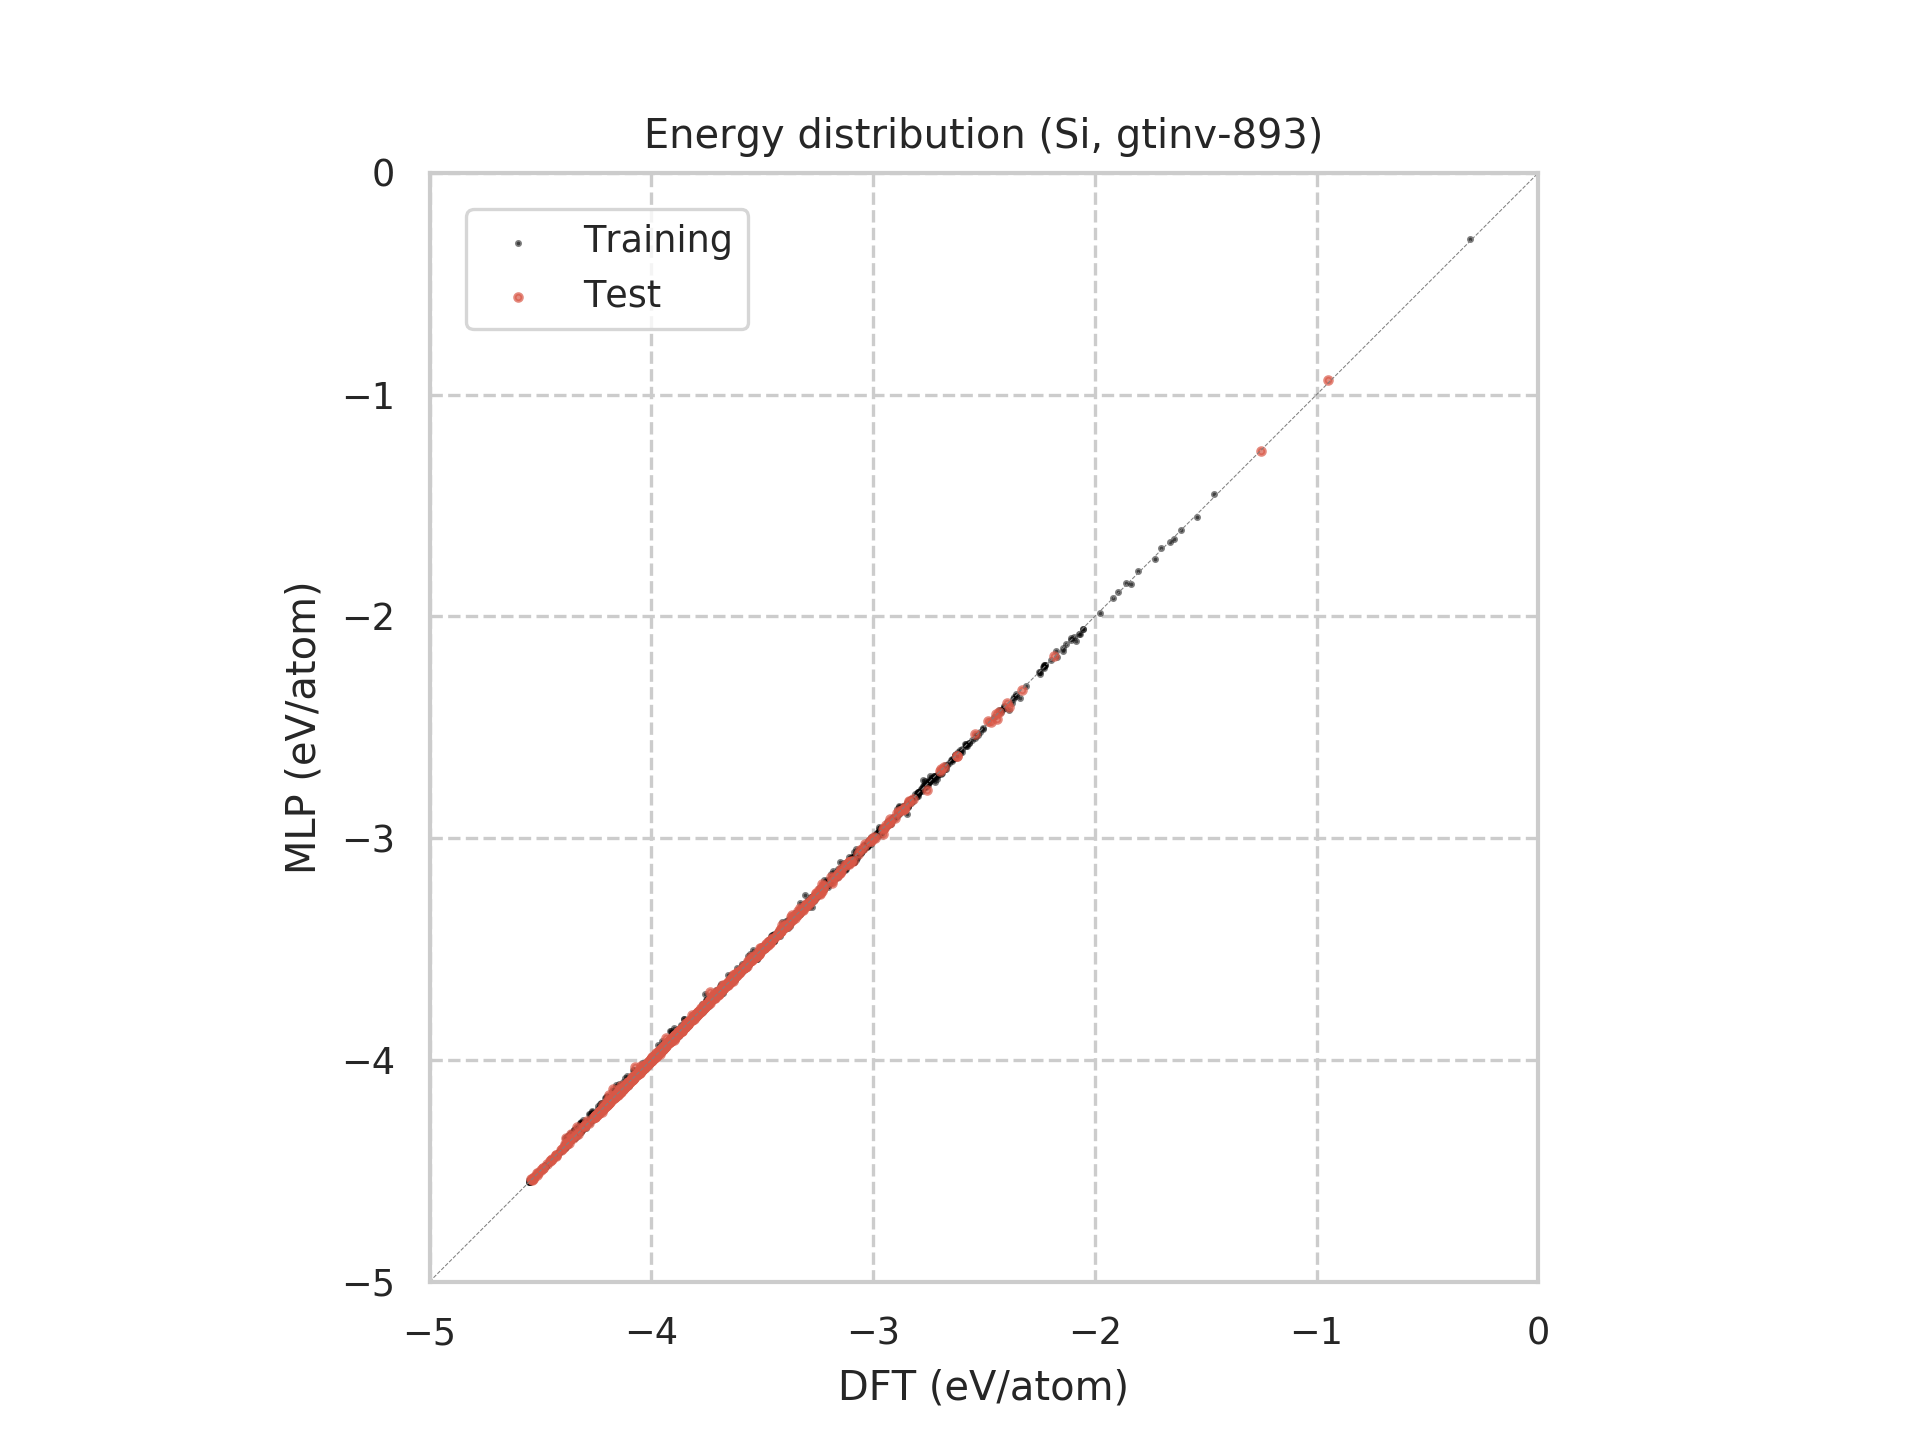 Energy distribution (Si, gtinv-893)
Training
Test
MLP (eV/atom)
0
−1
−2
−3
−4
−5
−5 −4 −3 −2 −1 0
DFT (eV/atom)